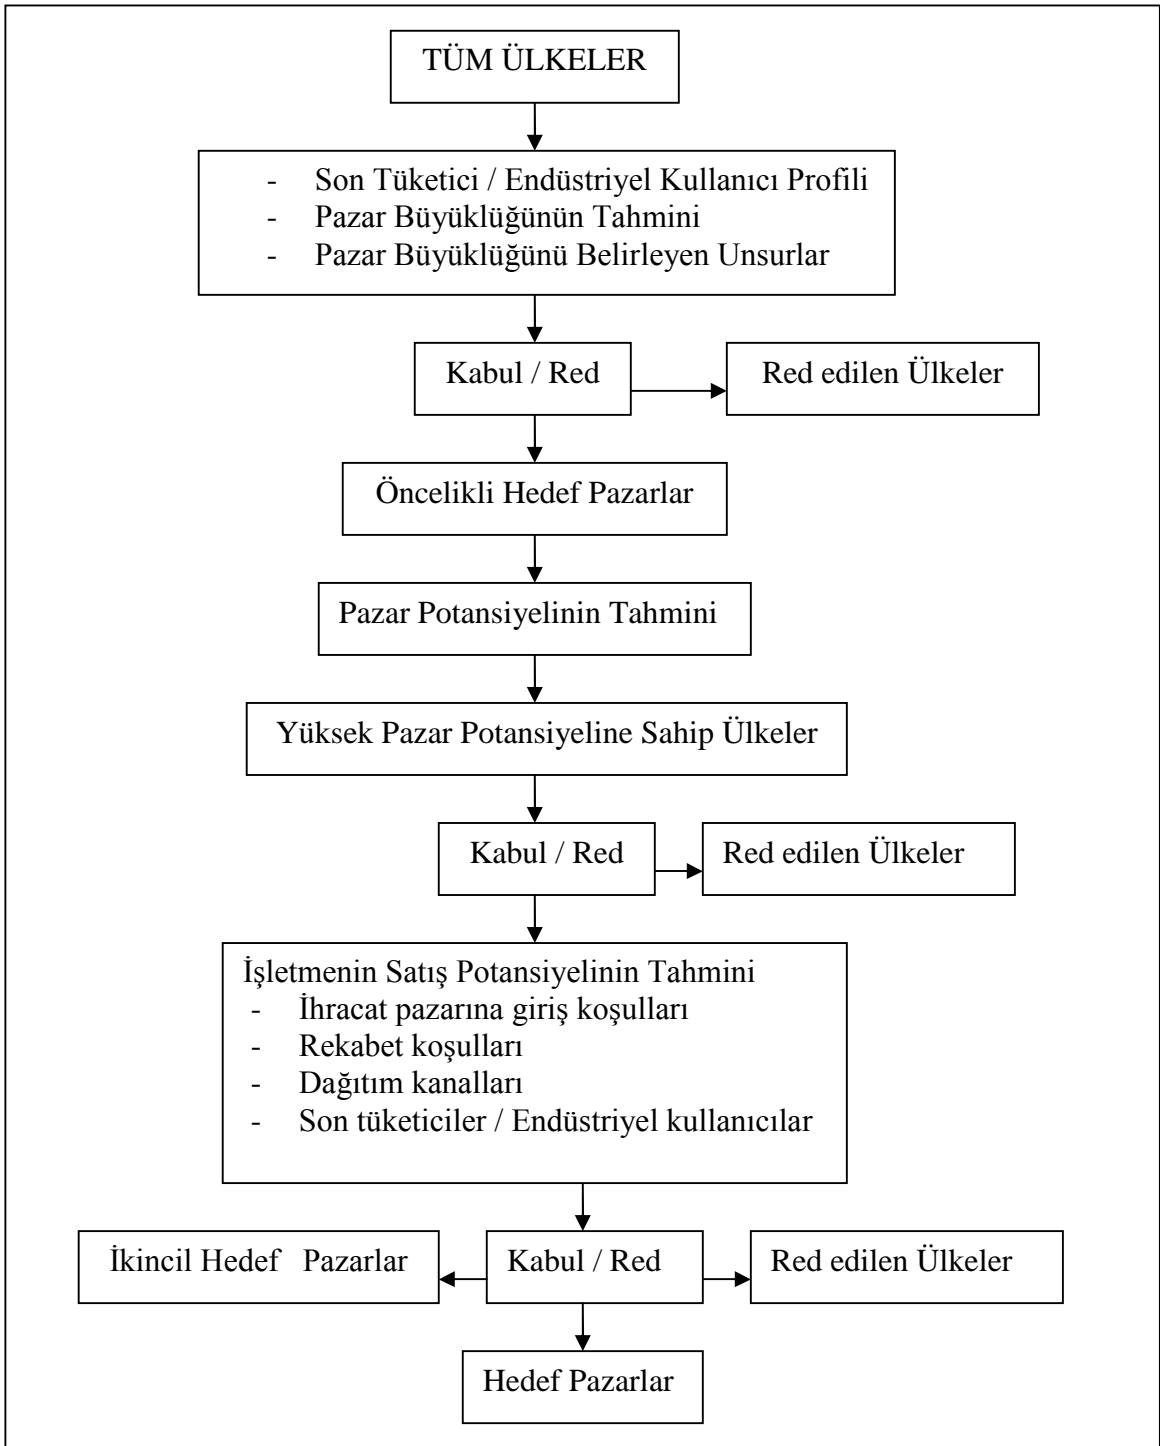 TÜM ÜLKELER
- Son Tüketici / Endüstriyel Kullanıcı Profili
- Pazar Büyüklüğünün Tahmini
- Pazar Büyüklüğünü Belirleyen Unsurlar
Kabul / Red
Red edilen Ülkeler
Öncelikli Hedef Pazarlar
Pazar Potansiyelinin Tahmini
Yüksek Pazar Potansiyeline Sahip Ülkeler
Kabul / Red
Red edilen Ülkeler
İşletmenin Satış Potansiyelinin Tahmini
- İhracat pazarına giriş koşulları
- Rekabet koşulları
- Dağıtım kanalları
- Son tüketiciler / Endüstriyel kullanıcılar
İkincil Hedef Pazarlar
Kabul / Red
Red edilen Ülkeler
Hedef Pazarlar